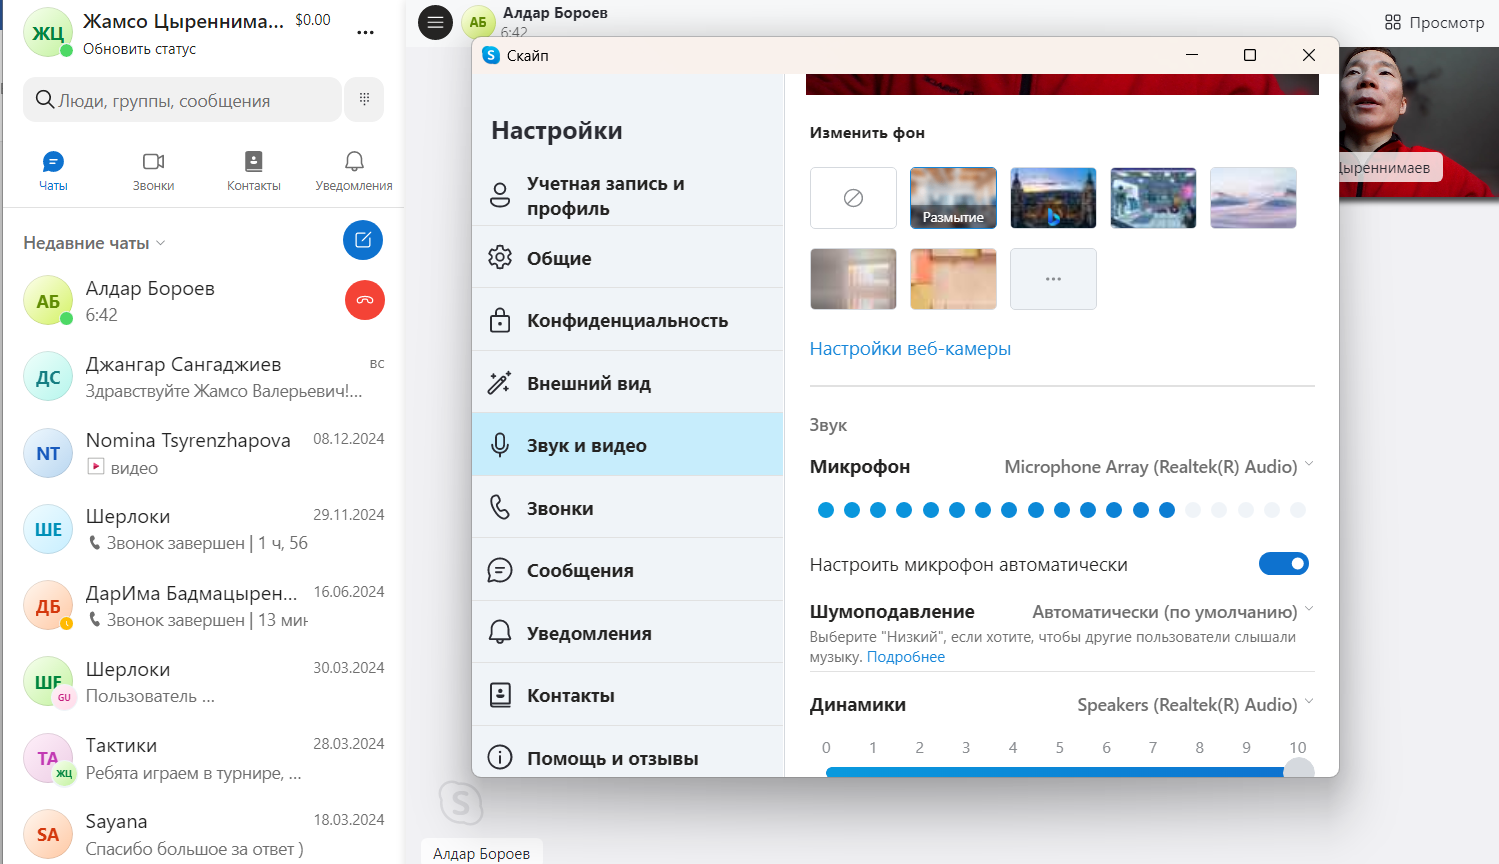 ЖЦ
Жамсо Цыреннима...
$0.00
Обновить статус
Люди, группы, сообщения
Чаты
Звонки
Контакты
Уведомления
Недавние чаты
АБ
Алдар Бороев
6:42
ДС
Джангар Сангаджиев
вс
Здравствуйте Жамсо Валерьевич!...
NT
Nomina Tsyrenzhapova
08.12.2024
видео
ШЕ
Шерлоки
29.11.2024
Звонок завершен | 1 ч, 56
ДБ
ДарИма Бадмацырен...
16.06.2024
Звонок завершен | 13 мин
ШЕ
GU
Шерлоки
30.03.2024
Пользователь ...
ТА
ЖЦ
Тактики
28.03.2024
Ребята играем в турнире, ...
SA
Sayana
18.03.2024
Спасибо большое за ответ )
АБ
Алдар Бороев
6:42
Просмотр
Скайп
Настройки
Учетная запись и
профиль
Общие
Конфиденциальность
Внешний вид
Звук и видео
Звонки
Сообщения
Уведомления
Контакты
Помощь и отзывы
Изменить фон
Размытие
Настройки веб-камеры
Звук
Микрофон
Microphone Array (Realtek(R) Audio)
Настроить микрофон автоматически
Шумоподавление
Автоматически (по умолчанию)
Выберите "Низкий", если хотите, чтобы другие пользователи слышали
музыку. Подробнее
Динамики
Speakers (Realtek(R) Audio)
0 1 2 3 4 5 6 7 8 9 10
Цыреннимаев
Алдар Бороев